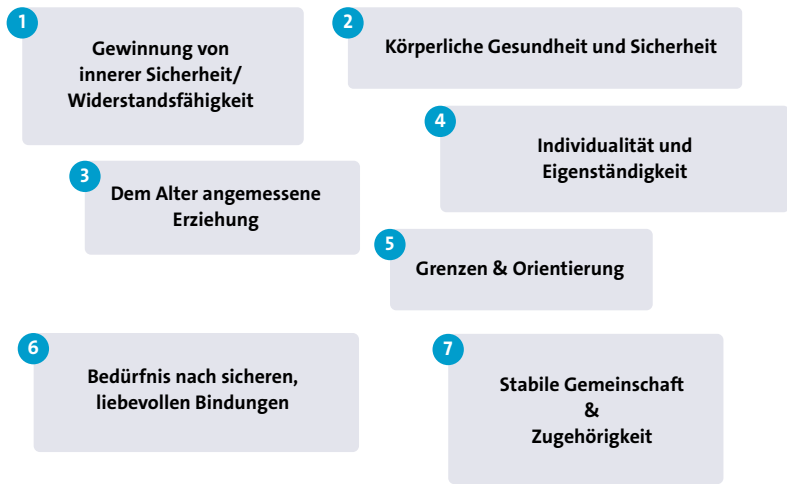 1
Gewinnung von
innerer Sicherheit/
Widerstandsfähigkeit
2
Körperliche Gesundheit und Sicherheit
3
Dem Alter angemessene
Erziehung
4
Individualität und
Eigenständigkeit
5
Grenzen & Orientierung
6
Bedürfnis nach sicheren,
liebevollen Bindungen
7
Stabile Gemeinschaft
&
Zugehörigkeit